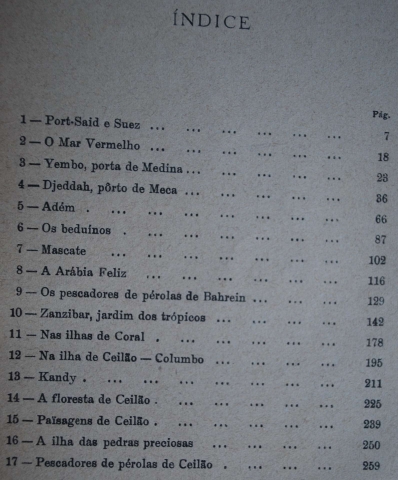 ÍNDICE
Pág.
1 — Port-Said e Suez ... ... ... ... ... ... 7
2 — O Mar Vermelho ... ... ... ... ... ... 18
3 — Yembo, porta de Medina ... ... ... ... ... 23
4 — Djeddah, pôrto de Meca ... ... ... ... ... 36
5 — Adém . ... ... ... ... ... ... ... 66
6 — Os beduínos . ... ... ... ... ... ... 87
7 — Mascate ... ... ... ... ... ... ... 102
8 — A Arábia Feliz ... ... ... ... ... ... 116
9 — Os pescadores de pérolas de Bahrein ... ... ... 129
10 — Zanzibar, jardim dos trópicos ... ... ... ... 142
11 — Nas ilhas de Coral . ... ... ... ... ... 178
12 — Na ilha de Ceilão — Columbo ... ... ... ... 195
13 — Kandy . ... ... ... ... ... ... ... 211
14 — A floresta de Ceilão . ... ... ... ... ... 225
15 — Païsagens de Ceilão . ... ... ... ... ... 239
16 — A ilha das pedras preciosas ... ... ... ... 250
17 — Pescadores de pérolas de Ceilão . ... ... ... 259